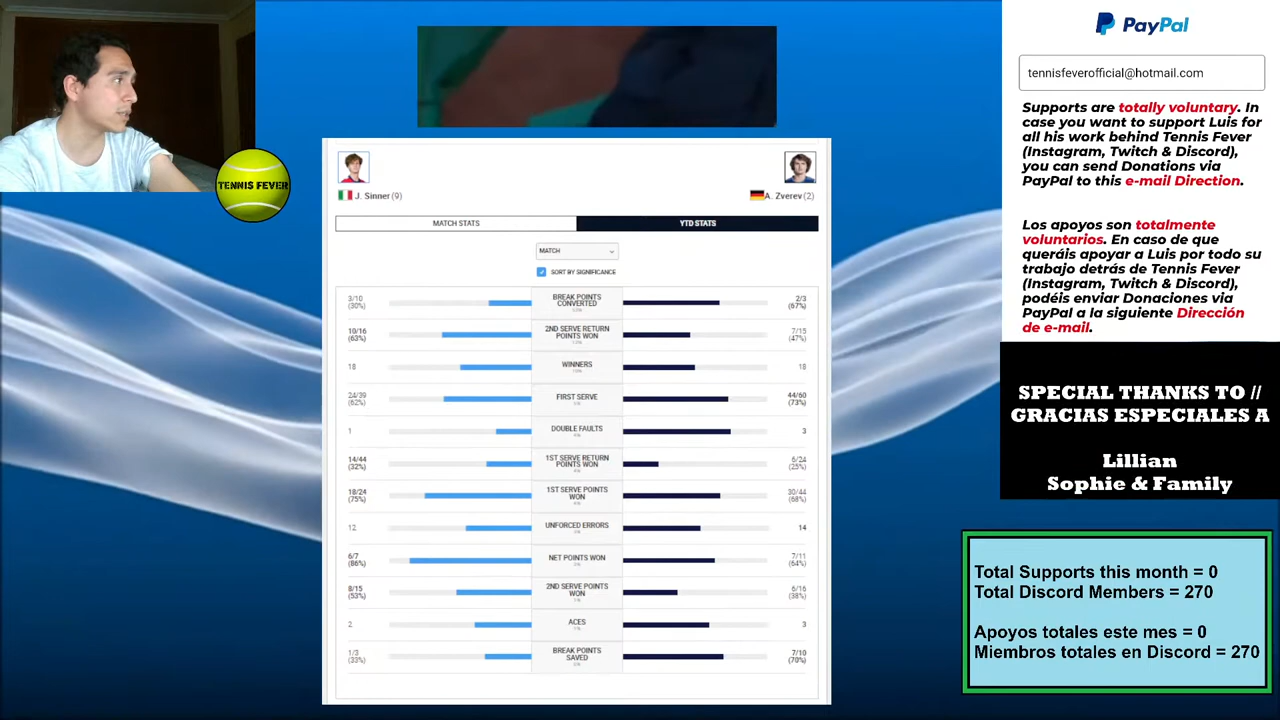 TENNIS FEVER
J. Sinner (9)
A. Zverev (2)
MATCH STATS
YTD STATS
MATCH
SORT BY SIGNIFICANCE
3/10
(30%)
BREAK POINTS
CONVERTED
2/3
(67%)
10/16
(63%)
2ND SERVE RETURN
POINTS WON
7/15
(47%)
18
WINNERS
18
24/39
(62%)
FIRST SERVE
44/60
(73%)
1
DOUBLE FAULTS
3
14/44
(32%)
1ST SERVE RETURN
POINTS WON
6/24
(25%)
18/24
(75%)
1ST SERVE POINTS
WON
30/44
(68%)
12
UNFORCED ERRORS
14
6/7
(86%)
NET POINTS WON
7/11
(64%)
8/15
(53%)
2ND SERVE POINTS
WON
6/16
(38%)
2
ACES
3
1/3
(33%)
BREAK POINTS
SAVED
7/10
(70%)
PayPal
tennisfeverofficial@hotmail.com
Supports are totally voluntary. In
case you want to support Luis for
all his work behind Tennis Fever
(Instagram, Twitch & Discord),
you can send Donations via
PayPal to this e-mail Direction.
Los apoyos son totalmente
voluntarios. En caso de que
queráis apoyar a Luis por todo su
trabajo detrás de Tennis Fever
(Instagram, Twitch & Discord),
podéis enviar Donaciones via
PayPal a la siguiente Dirección
de e-mail.
SPECIAL THANKS TO //
GRACIAS ESPECIALES A
Lillian
Sophie & Family
Total Supports this month = 0
Total Discord Members = 270
Apoyos totales este mes = 0
Miembros totales en Discord = 270